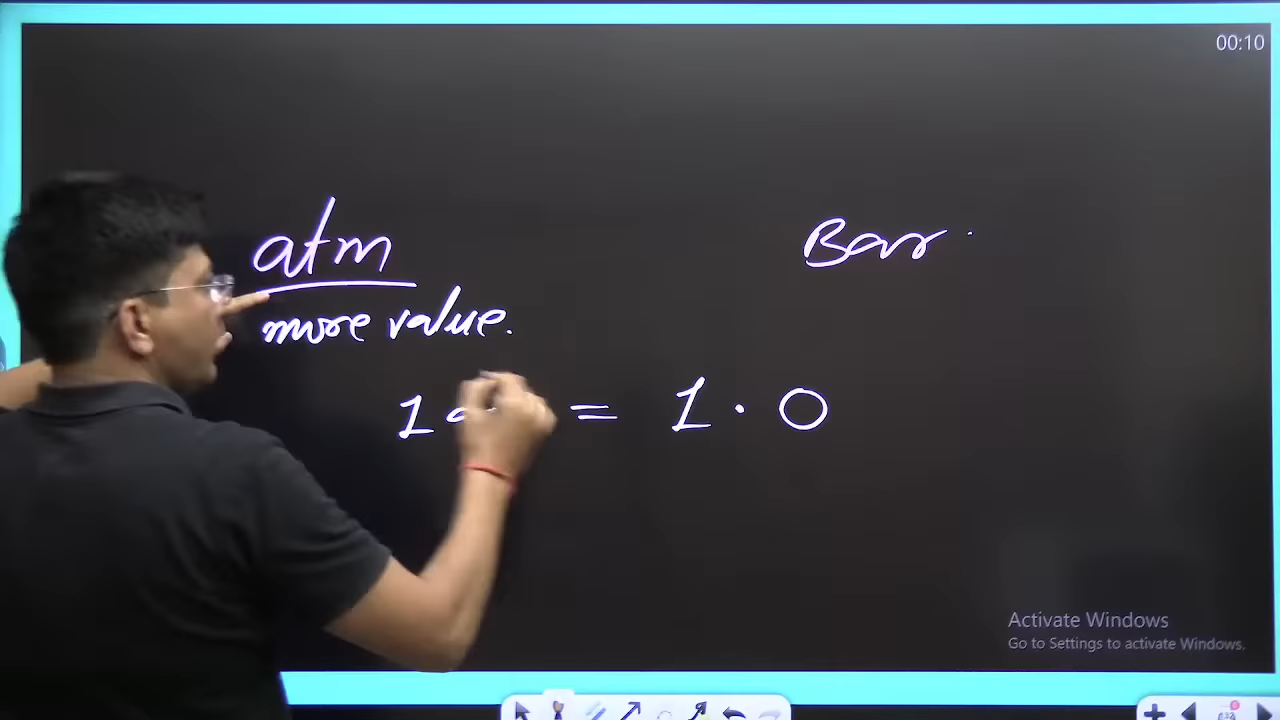 00:10
atm Bar
more value.
1 = 1.0
Activate Windows
Go to Settings to activate Windows.